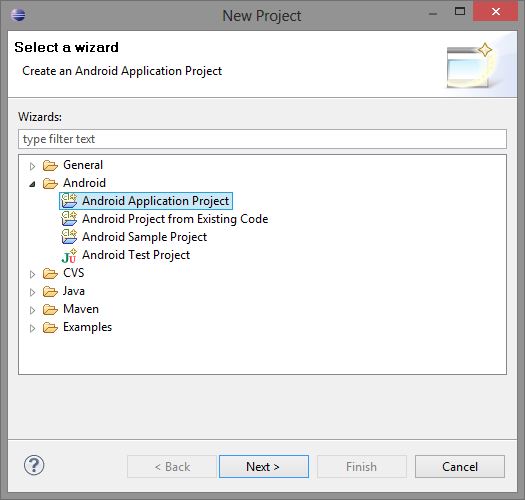 New Project
Select a wizard
Create an Android Application Project
Wizards:
type filter text
General
Android
Android Application Project
Android Project from Existing Code
Android Sample Project
Ju Android Test Project
CVS
Java
Maven
Examples
? < Back Next > Finish Cancel